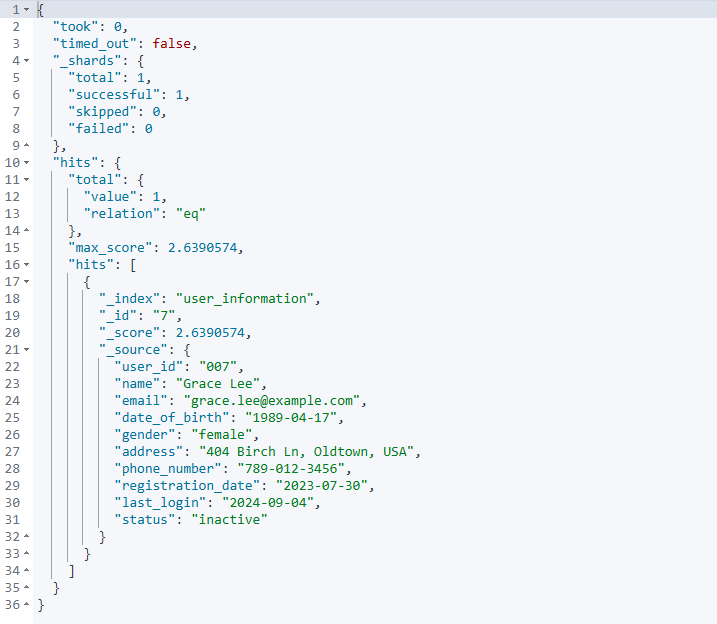 1 {
2 "took": 0,
3 "timed_out": false,
4 "_shards": {
5 "total": 1,
6 "successful": 1,
7 "skipped": 0,
8 "failed": 0
9 },
10 "hits": {
11 "total": {
12 "value": 1,
13 "relation": "eq"
14 },
15 "max_score": 2.6390574,
16 "hits": [
17 {
18 "_index": "user_information",
19 "_id": "7",
20 "_score": 2.6390574,
21 "_source": {
22 "user_id": "007",
23 "name": "Grace Lee",
24 "email": "grace.lee@example.com",
25 "date_of_birth": "1989-04-17",
26 "gender": "female",
27 "address": "404 Birch Ln, Oldtown, USA",
28 "phone_number": "789-012-3456",
29 "registration_date": "2023-07-30",
30 "last_login": "2024-09-04",
31 "status": "inactive"
32 }
33 }
34 ]
35 }
36 }